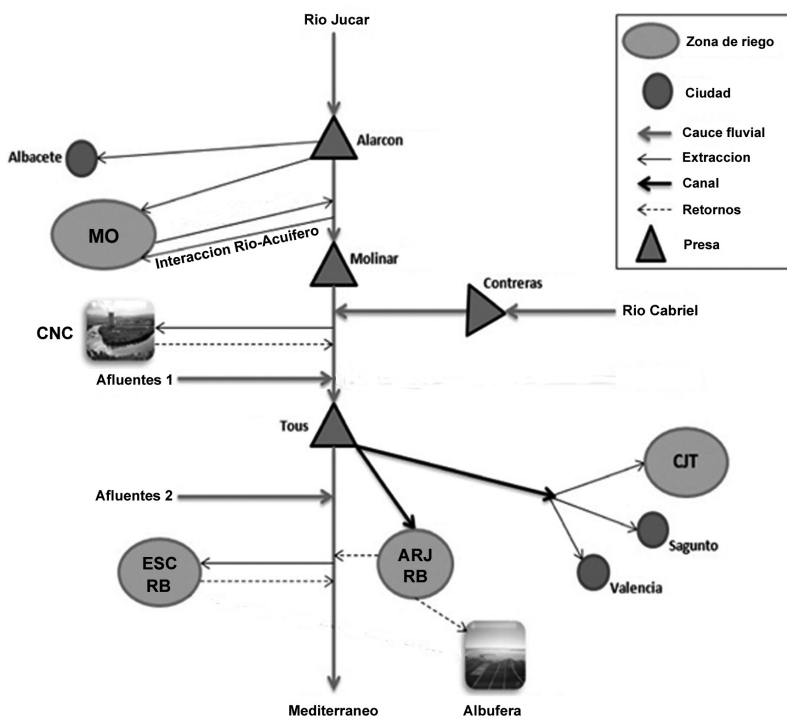 Rio Jucar
Zona de riego
Ciudad
Cauce fluvial
Extraccion
Canal
Retornos
Presa
Albacete
Alarcon
MO
Interaccion Rio-Acuifero
Molinar
Contreras
Rio Cabriel
CNC
Afluentes 1
Tous
CJT
Afluentes 2
Sagunto
ESC
RB
ARJ
RB
Valencia
Mediterraneo
Albufera